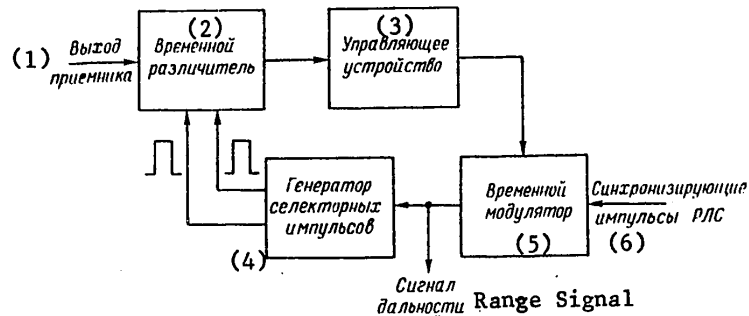 (1) Выход
приемника
(2)
Временной
различитель
(3)
Управляющее
устройство
Генератор
селекторных
импульсов
(4)
Временной
модулятор
(5)
Синхронизирующие
импульсы РЛС
(6)
Сигнал
дальности Range Signal